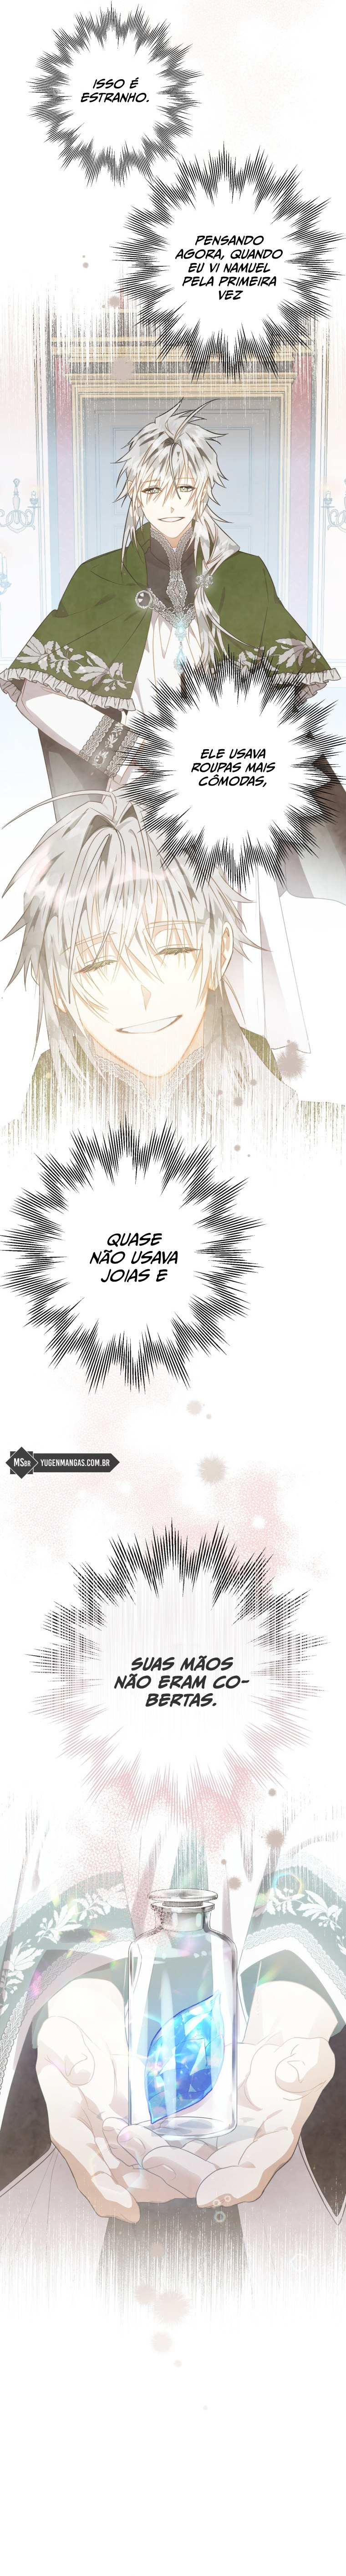 ISSO É
ESTRANHO.
PENSANDO
AGORA, QUANDO
EU VI NAMUEL
PELA PRIMEIRA
VEZ
ELE USAVA
ROUPAS MAIS
CÔMODAS,
QUASE
NÃO USAVA
JOIAS E
MSBR YUGENMANGAS.COM.BR
SUAS MÃOS
NÃO ERAM CO-
BERTAS.